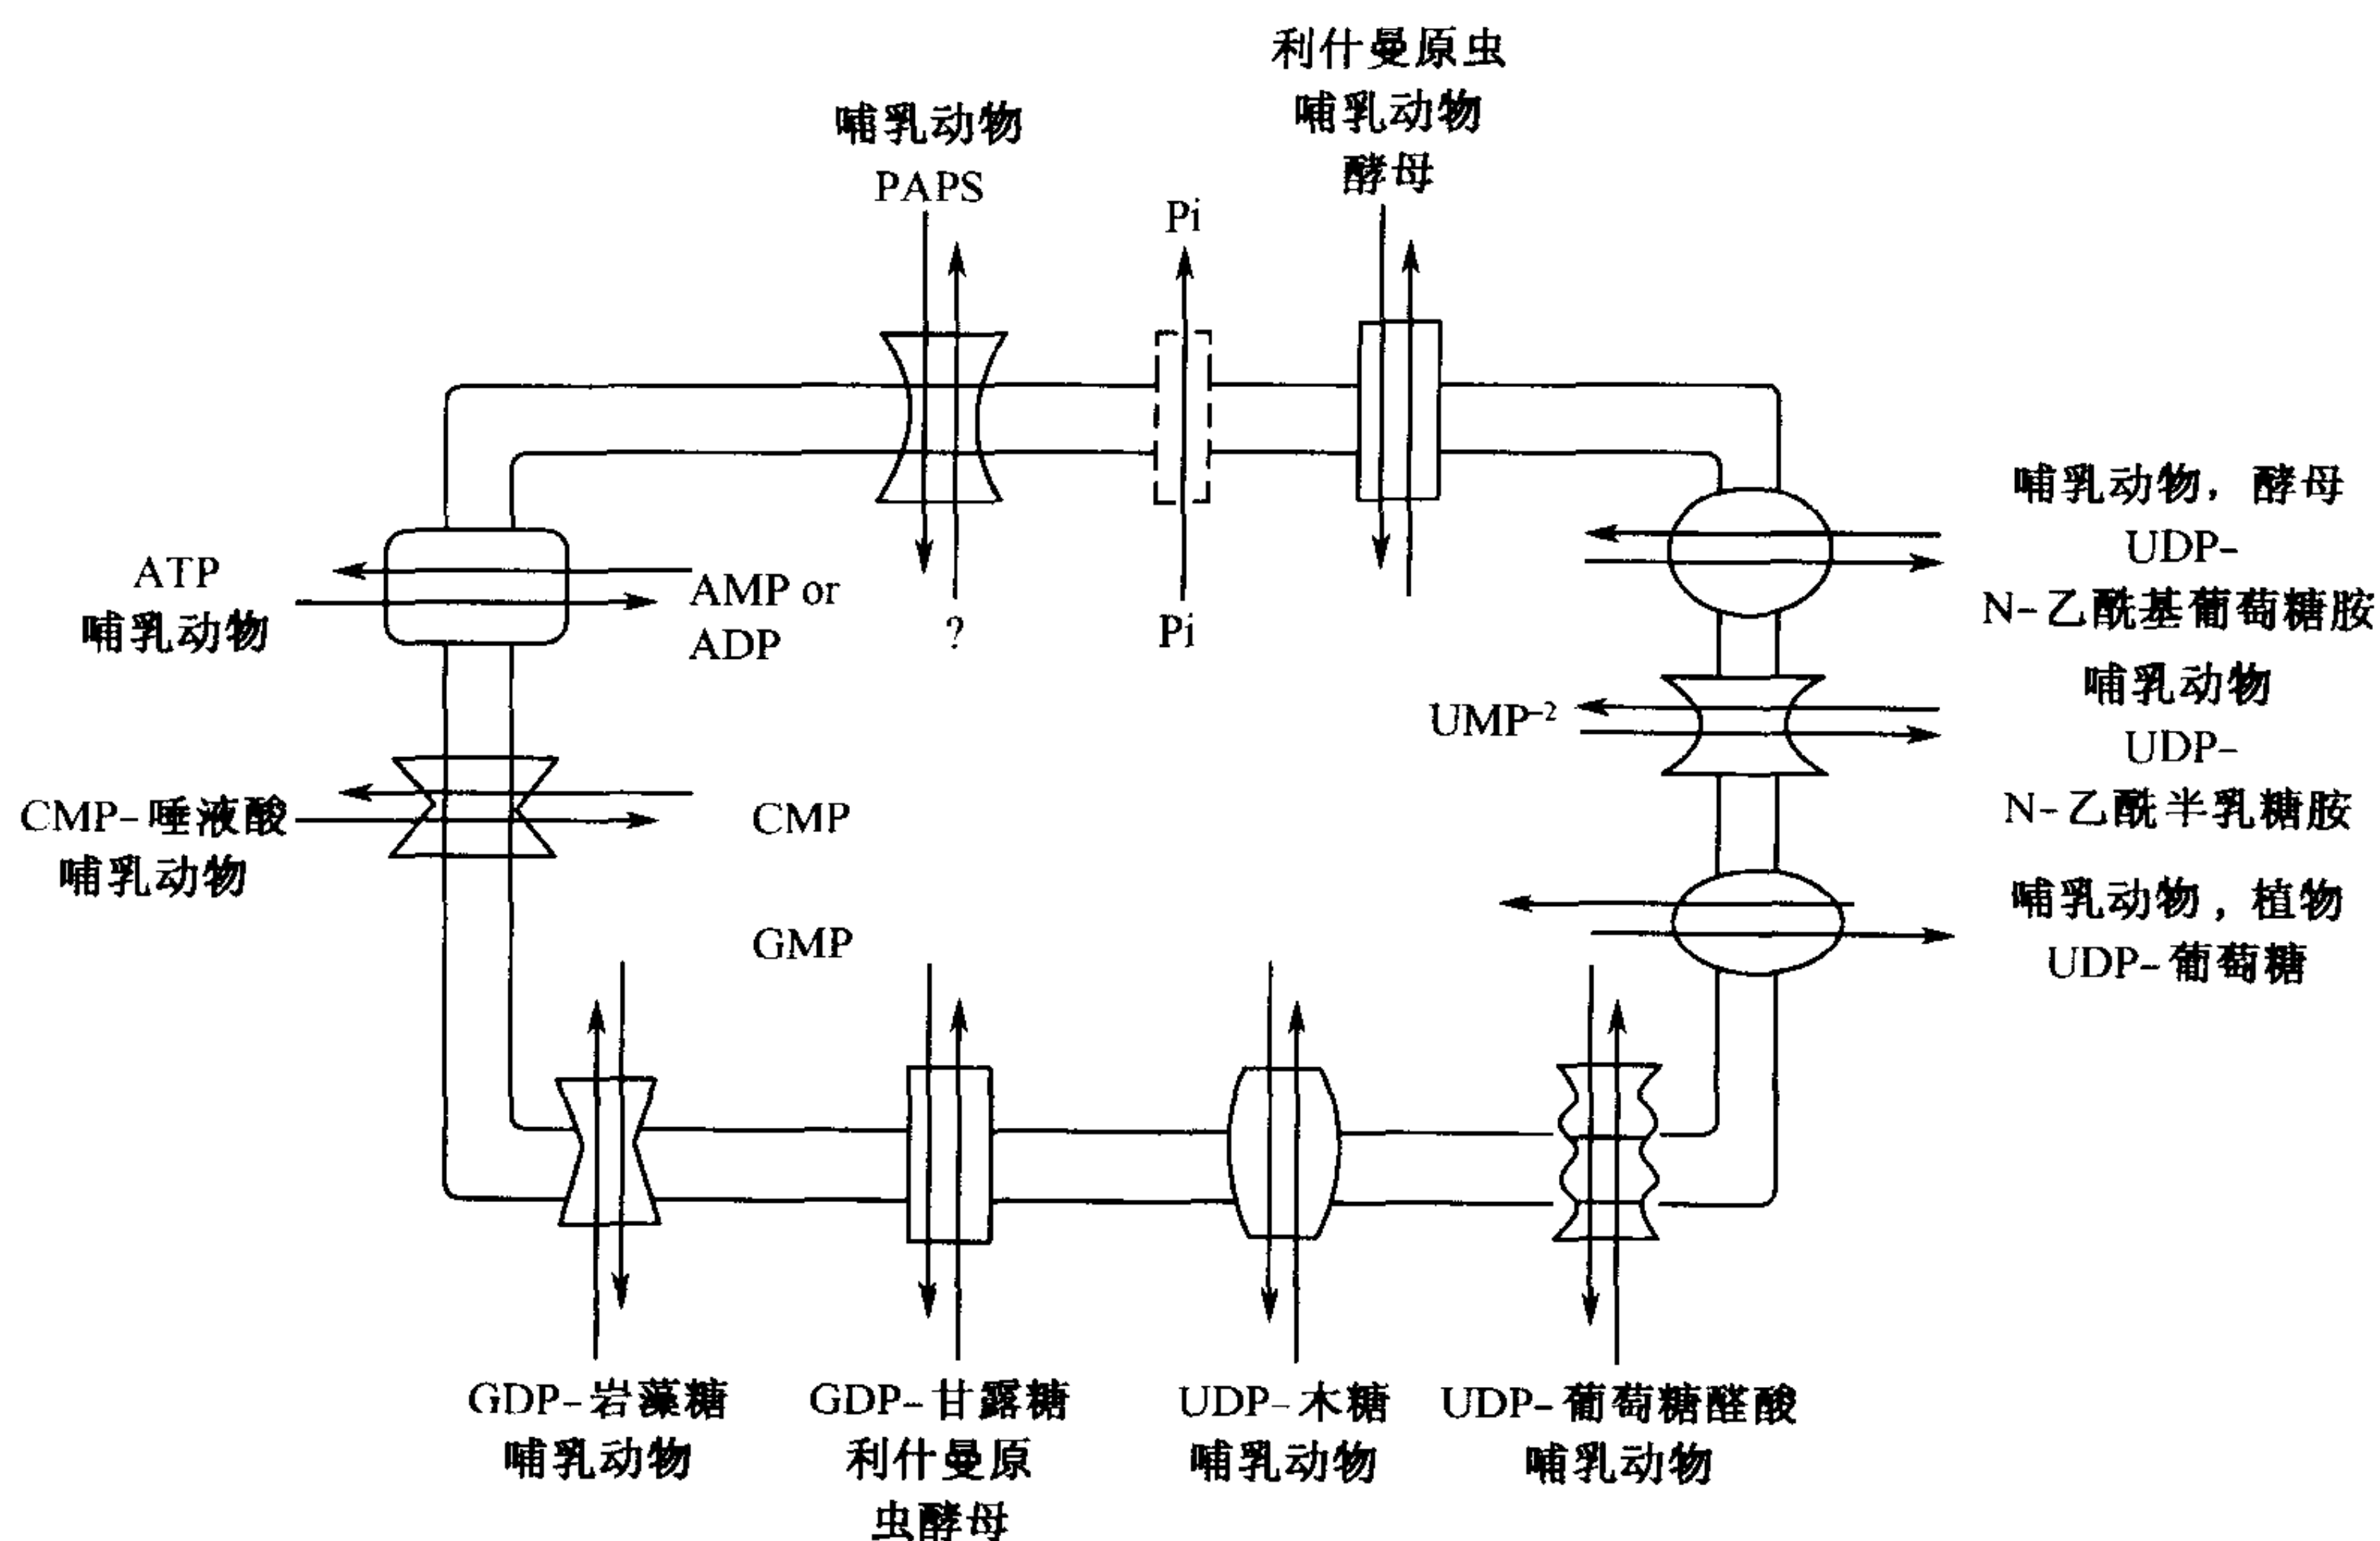 利什曼原虫
哺乳动物
酵母
哺乳动物
PAPS
Pi
ATP
哺乳动物
AMP or
ADP
?
Pi
哺乳动物，酵母
UDP-
N-乙酰基葡萄糖胺
哺乳动物
UDP-
N-乙酰半乳糖胺
UMP⁻²
CMP-唾液酸
哺乳动物
CMP
GMP
哺乳动物，植物
UDP-葡萄糖
GDP-岩藻糖
哺乳动物
GDP-甘露糖
利什曼原
虫酵母
UDP-木糖
哺乳动物
UDP-葡萄糖醛酸
哺乳动物